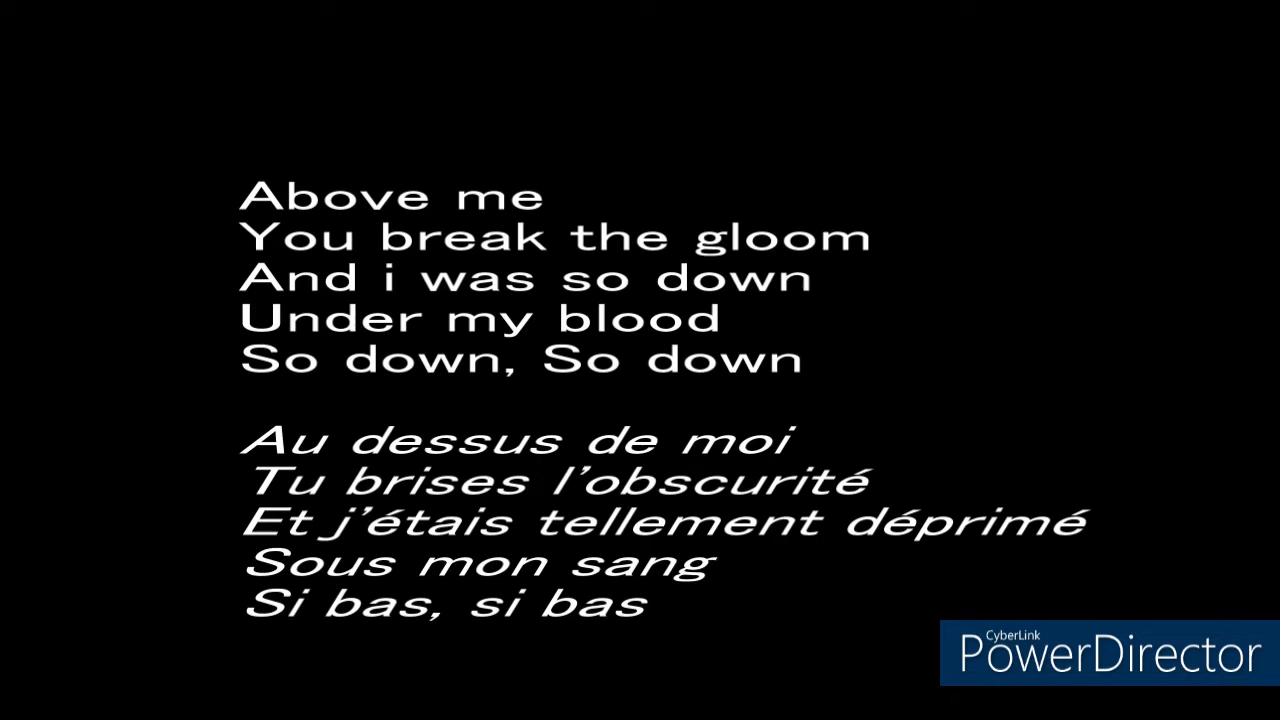 Above me
You break the gloom
And i was so down
Under my blood
So down, So down
Au dessus de moi
Tu brises l'obscurité
Et j'étais tellement déprimé
Sous mon sang
Si bas, si bas
CyberLink
PowerDirector